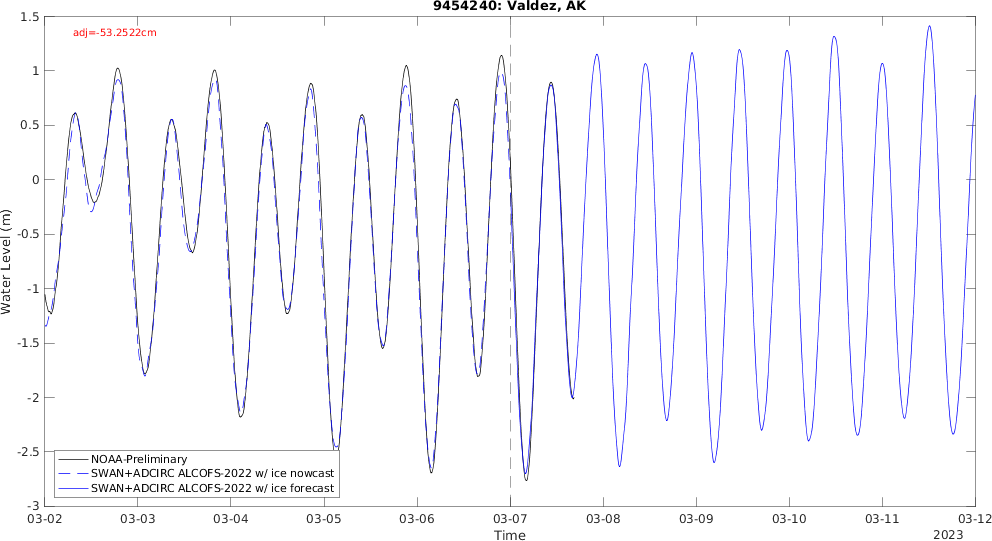 9454240: Valdez, AK
adj=-53.2522cm
1.5
1
0.5
0
-0.5
-1
-1.5
-2
-2.5
-3
Water Level (m)
NOAA-Preliminary
SWAN+ADCIRC ALCOFS-2022 w/ ice nowcast
SWAN+ADCIRC ALCOFS-2022 w/ ice forecast
03-02 03-03 03-04 03-05 03-06 03-07 03-08 03-09 03-10 03-11 03-12
Time
2023